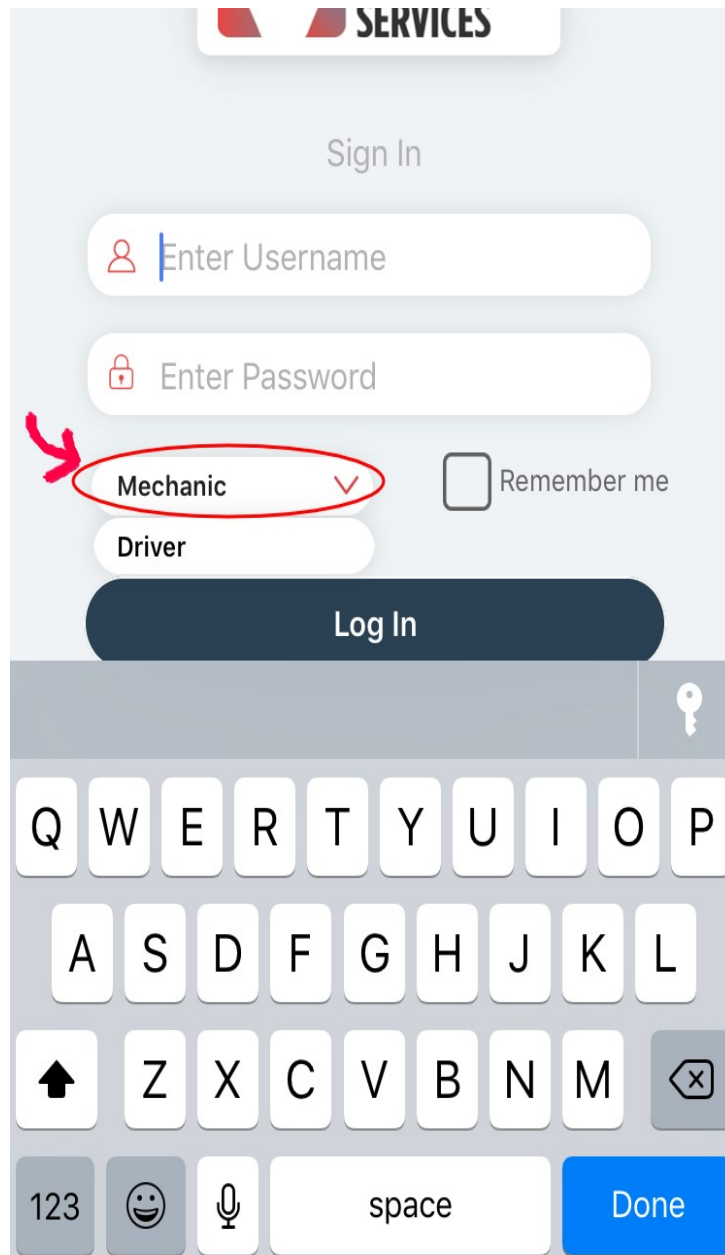 SERVICES
Sign In
Enter Username
Enter Password
Mechanic
Remember me
Driver
Log In
Q W E R T Y U I O P
A S D F G H J K L
Z X C V B N M
123 space Done